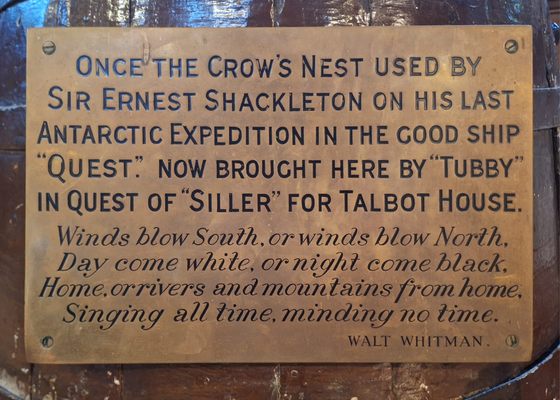 ONCE THE CROW'S NEST USED BY
SIR ERNEST SHACKLETON ON HIS LAST
ANTARCTIC EXPEDITION IN THE GOOD SHIP
"QUEST". NOW BROUGHT HERE BY "TUBBY"
IN QUEST OF "SILLER" FOR TALBOT HOUSE.
Winds blow South, or winds blow North,
Day come white, or night come black,
Home, or rivers and mountains from home,
Singing all time, minding no time.
WALT WHITMAN.